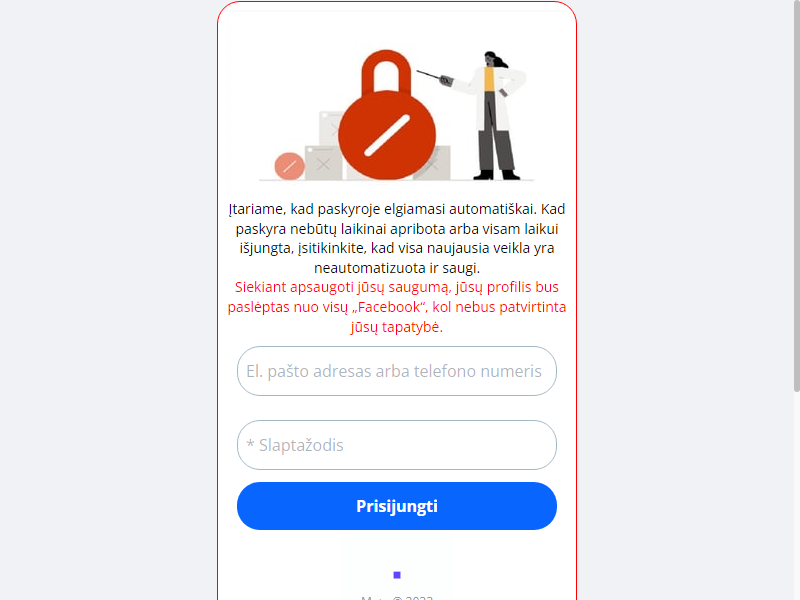 Įtariame, kad paskyroje elgiamasi automatiškai. Kad
paskyra nebūtų laikinai apribota arba visam laikui
išjungta, įsitikinkite, kad visa naujausia veikla yra
neautomatizuota ir saugi.
Siekiant apsaugoti jūsų saugumą, jūsų profilis bus
paslėptas nuo visų „Facebook“, kol nebus patvirtinta
jūsų tapatybė.
El. pašto adresas arba telefono numeris
* Slaptažodis
Prisijungti